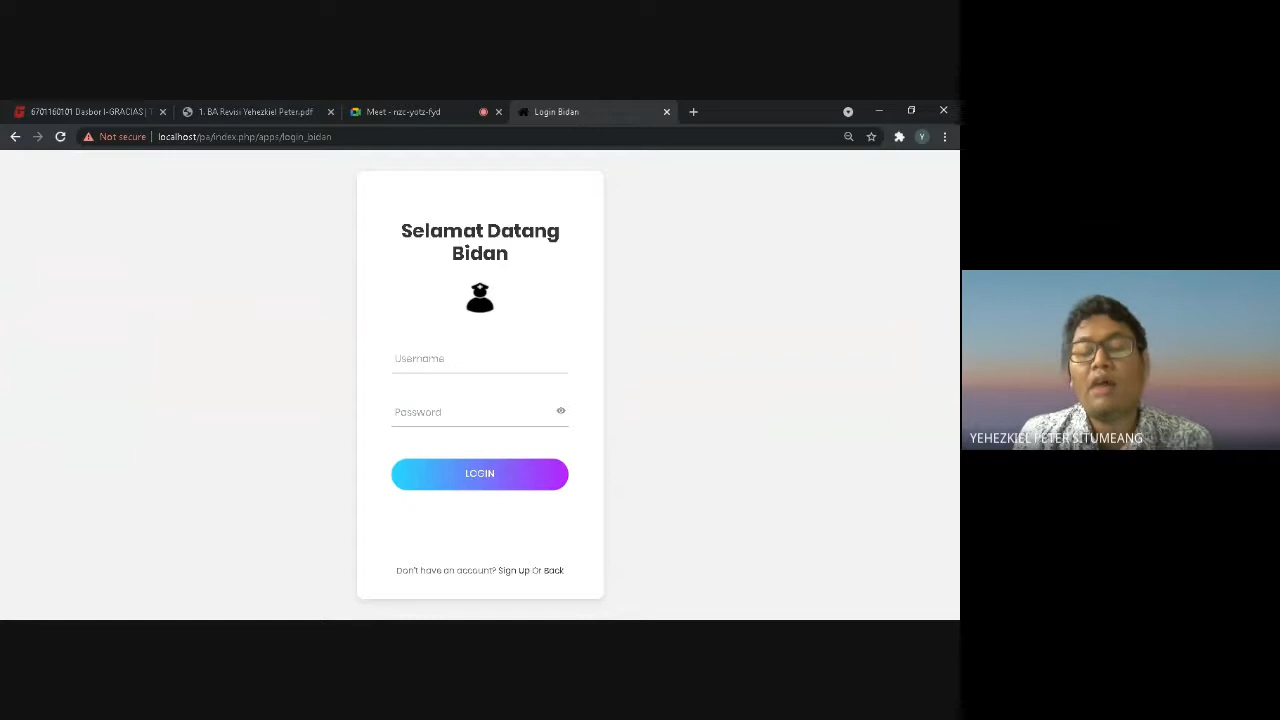 6701160101 Dasbor I-GRACIAS |
1. BA Revisi Yehezkiel Peter.pdf
Meet - nzc-yotz-fyd
Login Bidan
Not secure
localhost/pa/index.php/apps/login_bidan
Y
Selamat Datang
Bidan
Username
Password
LOGIN
Don't have an account? Sign Up Or Back
YEHEZKIEL PETER SITUMEANG